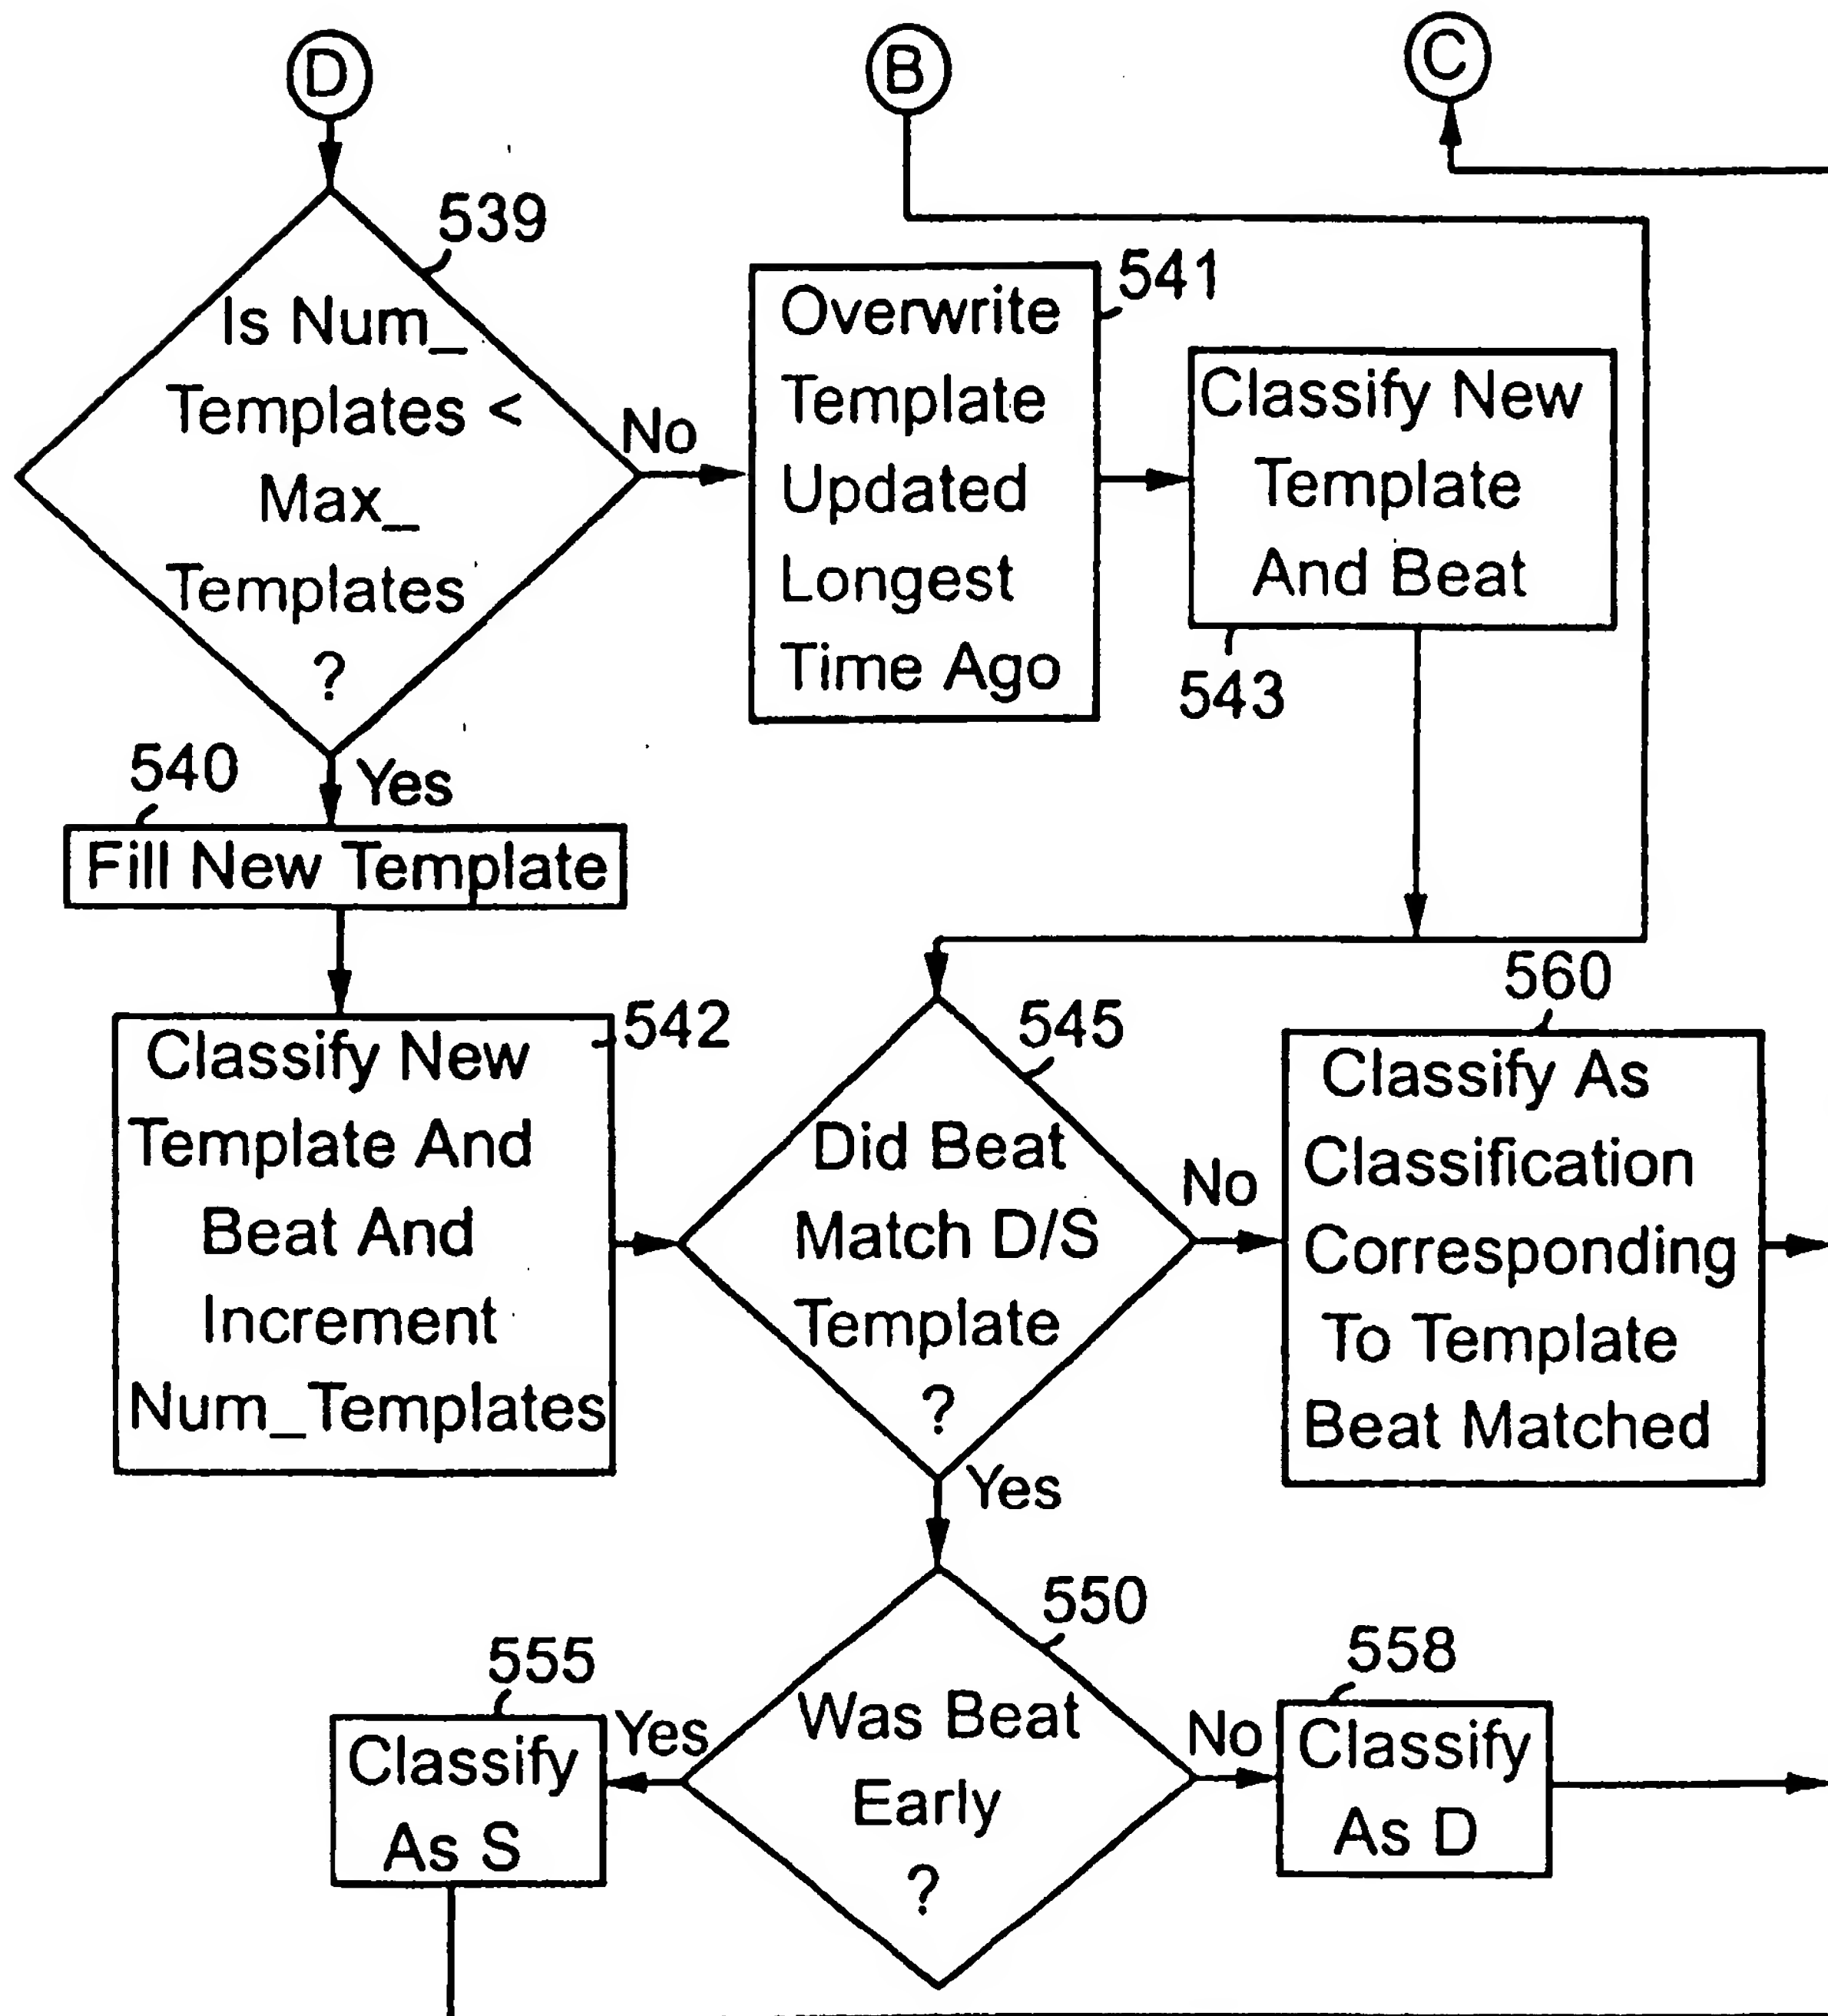 D
B
C
539
Is Num_
Templates <
Max_
Templates
?
No
541
Overwrite
Template
Updated
Longest
Time Ago
Classify New
Template
And Beat
543
540
Yes
Fill New Template
542
Classify New
Template And
Beat And
Increment
Num_Templates
545
Did Beat
Match D/S
Template
?
No
560
Classify As
Classification
Corresponding
To Template
Beat Matched
Yes
550
Was Beat
Early
?
Yes
555
Classify
As S
No
558
Classify
As D